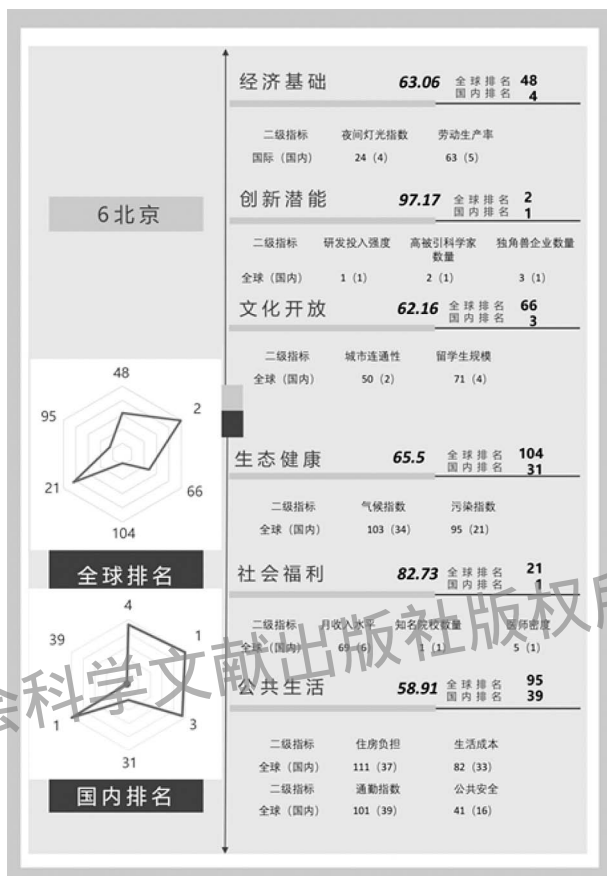 6北京
经济基础 63.06 全球排名 48
国内排名 4
二级指标 夜间灯光指数 劳动生产率
国际（国内） 24（4） 63（5）
创新潜能 97.17 全球排名 2
国内排名 1
二级指标 研发投入强度 高被引科学家数量 独角兽企业数量
全球（国内） 1（1） 2（1） 3（1）
文化开放 62.16 全球排名 66
国内排名 3
二级指标 城市连通性 留学生规模
全球（国内） 50（2） 71（4）
生态健康 65.5 全球排名 104
国内排名 31
二级指标 气候指数 污染指数
全球（国内） 103（34） 95（21）
社会福利 82.73 全球排名 21
国内排名 1
二级指标 月收入水平 知名院校数量 医师密度
全球（国内） 69（6） 1（1） 5（1）
公共生活 58.91 全球排名 95
国内排名 39
二级指标 住房负担 生活成本
全球（国内） 111（37） 82（33）
二级指标 通勤指数 公共安全
全球（国内） 101（39） 41（16）
48
95 2
21 66
104
全球排名
4
39 1
1 3
31
国内排名
会科学文献出版社版权所